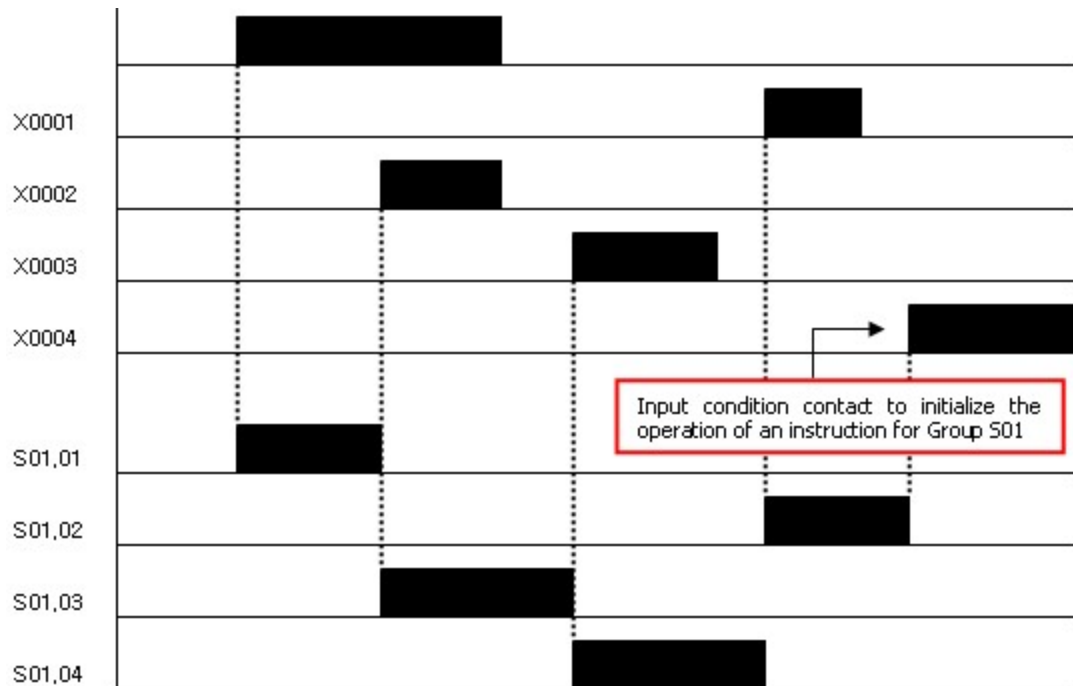 X0001
X0002
X0003
X0004
Input condition contact to initialize the
operation of an instruction for Group S01
S01,01
S01,02
S01,03
S01,04